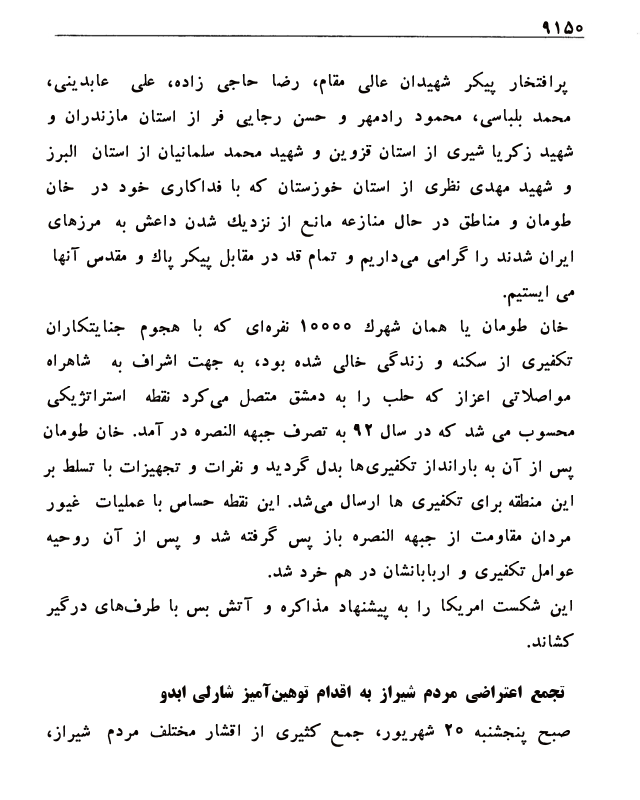 ۹۱۵۰
پرافتخار پیکر شهیدان عالی مقام، رضا حاجی زاده، علی عابدینی،
محمد بلباسی، محمود رادمهر و حسن رجایی فر از استان مازندران و
شهید زکریا شیری از استان قزوین و شهید محمد سلمانیان از استان البرز
و شهید مهدی نظری از استان خوزستان که با فداکاری خود در خان
طومان و مناطق در حال منازعه مانع از نزدیك شدن داعش به مرزهای
ایران شدند را گرامی می‌داریم و تمام قد در مقابل پیکر پاك و مقدس آنها
می ایستیم.
خان طومان یا همان شهرك ۱۰۰۰۰ نفره‌ای که با هجوم جنایتکاران
تکفیری از سکنه و زندگی خالی شده بود، به جهت اشراف به شاهراه
مواصلاتی اعزاز که حلب را به دمشق متصل می‌کرد نقطه استراتژیکی
محسوب می شد که در سال ۹۲ به تصرف جبهه النصره در آمد. خان طومان
پس از آن به بارانداز تکفیری‌ها بدل گردید و نفرات و تجهیزات با تسلط بر
این منطقه برای تکفیری ها ارسال می‌شد. این نقطه حساس با عملیات غیور
مردان مقاومت از جبهه النصره باز پس گرفته شد و پس از آن روحیه
عوامل تکفیری و اربابانشان در هم خرد شد.
این شکست امریکا را به پیشنهاد مذاکره و آتش بس با طرف‌های درگیر
کشاند.
تجمع اعتراضی مردم شیراز به اقدام توهین‌آمیز شارلی ابدو
صبح پنجشنبه ۲۰ شهریور، جمع کثیری از اقشار مختلف مردم شیراز،